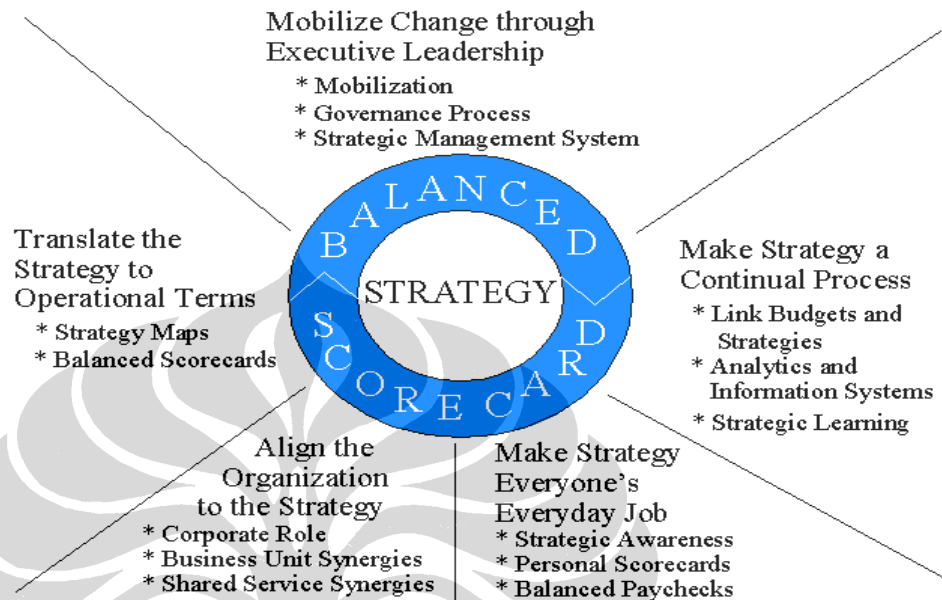 Mobilize Change through
Executive Leadership
* Mobilization
* Governance Process
* Strategic Management System
BALANCED
STRATEGY
SCORECARD
Translate the
Strategy to
Operational Terms
* Strategy Maps
* Balanced Scorecards
Make Strategy a
Continual Process
* Link Budgets and
Strategies
* Analytics and
Information Systems
* Strategic Learning
Align the
Organization
to the Strategy
* Corporate Role
* Business Unit Synergies
* Shared Service Synergies
Make Strategy
Everyone's
Everyday Job
* Strategic Awareness
* Personal Scorecards
* Balanced Paychecks